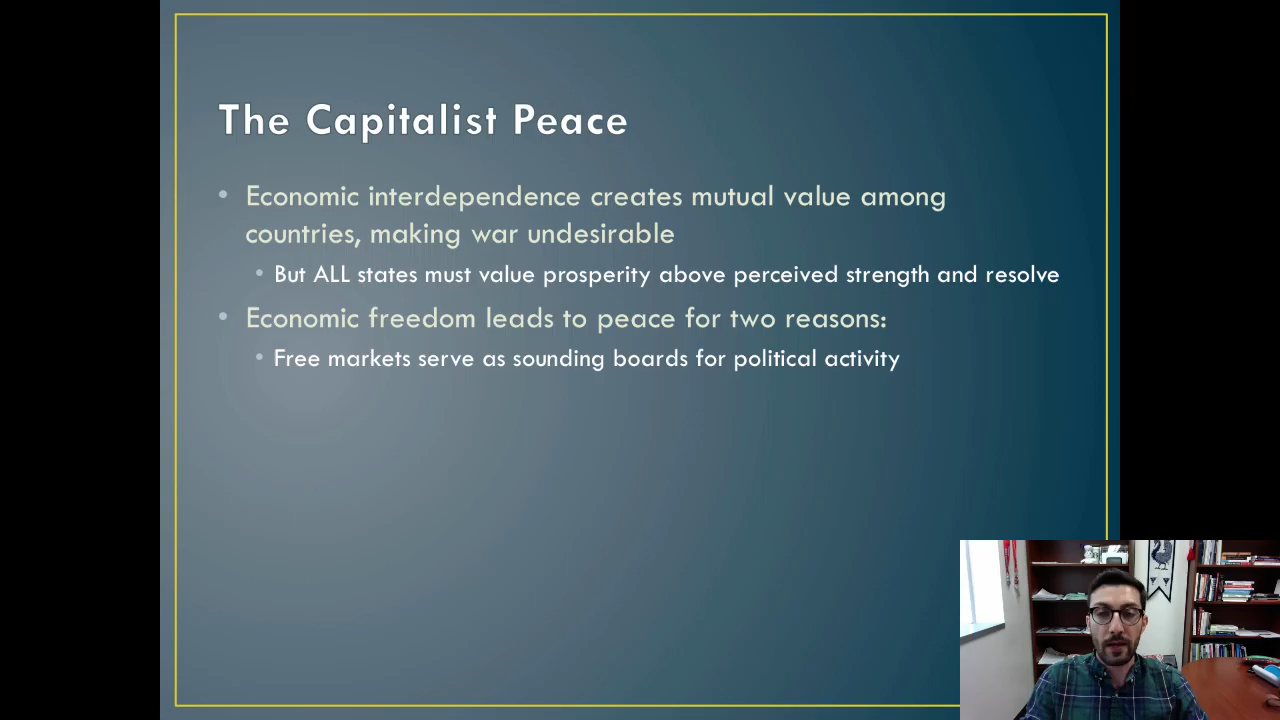 The Capitalist Peace
• Economic interdependence creates mutual value among
countries, making war undesirable
• But ALL states must value prosperity above perceived strength and resolve
• Economic freedom leads to peace for two reasons:
• Free markets serve as sounding boards for political activity